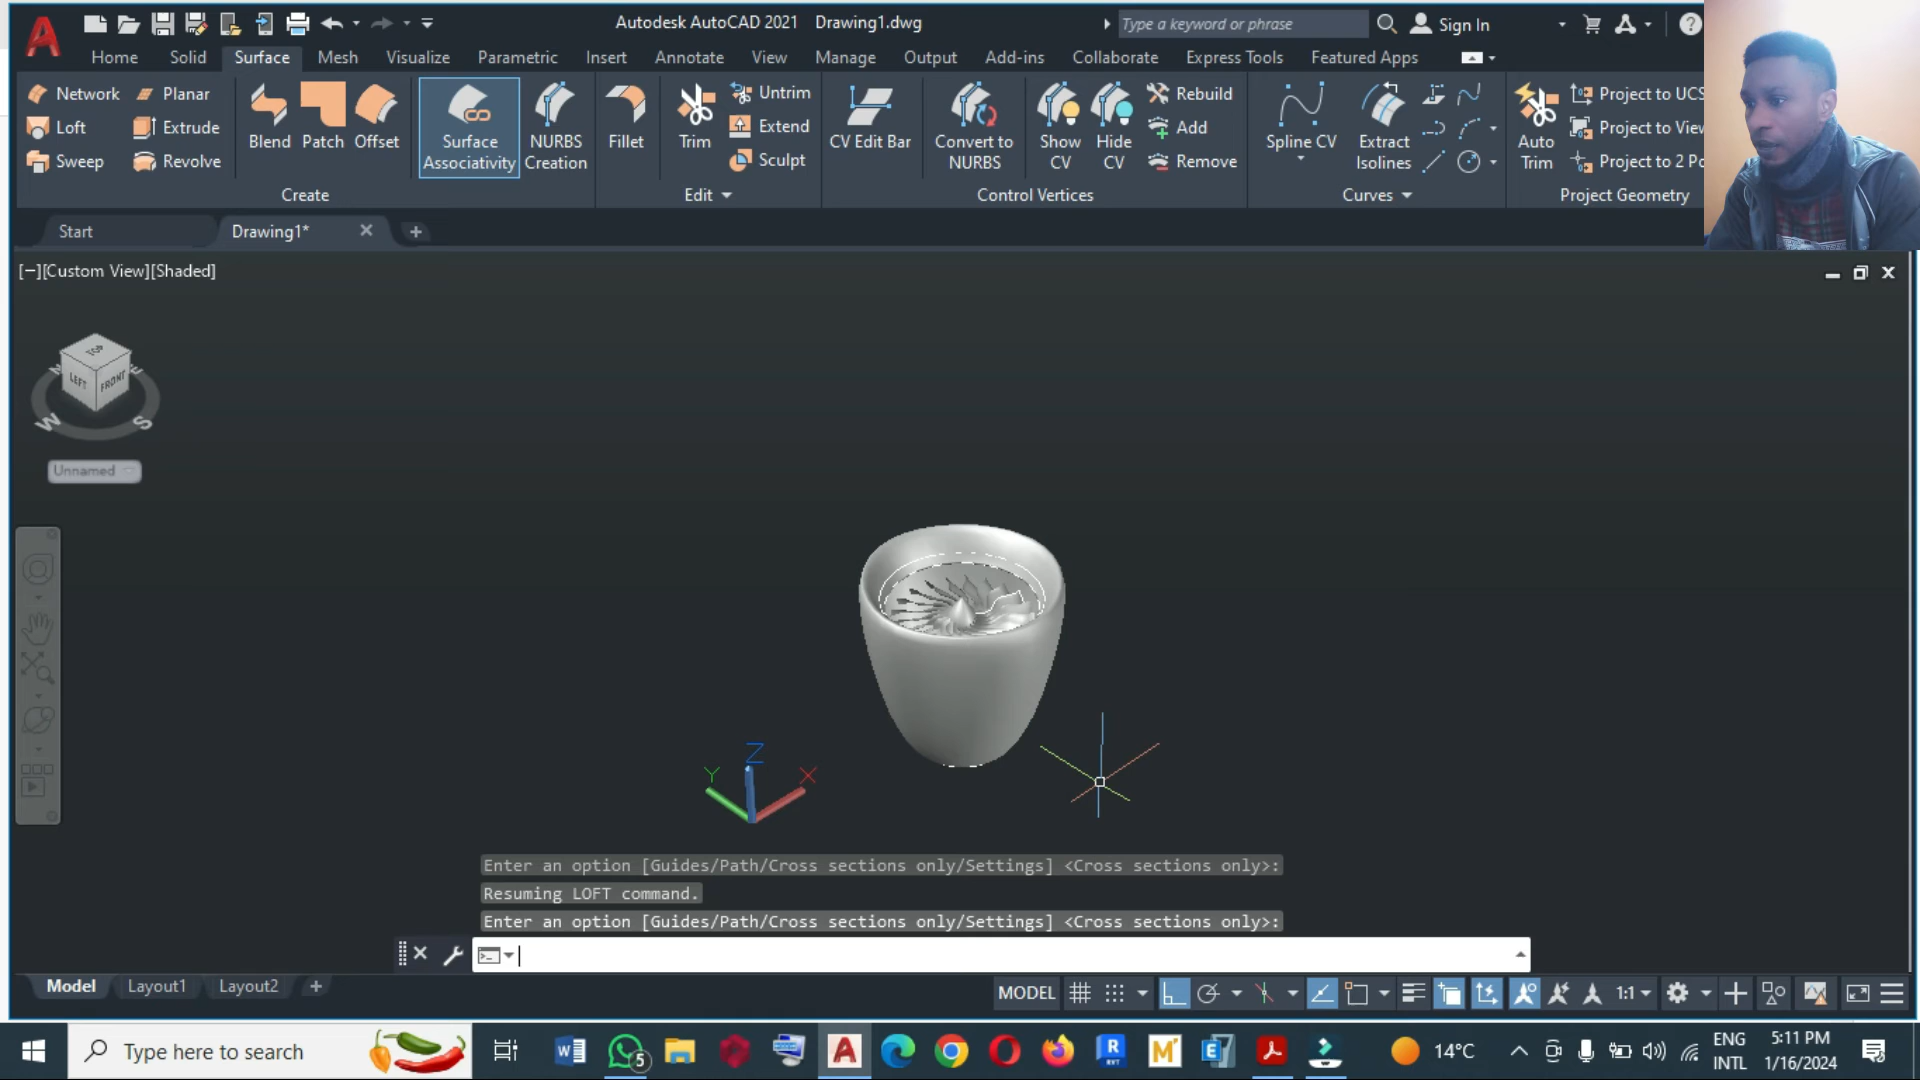 Autodesk AutoCAD 2021 Drawing1.dwg
Type a keyword or phrase
Sign In
Home Solid Surface Mesh Visualize Parametric Insert Annotate View Manage Output Add-ins Collaborate Express Tools Featured Apps
Network
Planar
Loft
Extrude
Sweep
Revolve
Blend
Patch
Offset
Surface
Associativity
NURBS
Creation
Create
Fillet
Trim
Untrim
Extend
Sculpt
Edit
CV Edit Bar
Convert to
NURBS
Show
CV
Hide
CV
Rebuild
Add
Remove
Control Vertices
Spline CV
Extract
Isolines
Curves
Auto
Trim
Project to UCS
Project to View
Project to 2 Po
Project Geometry
Start
Drawing1*
[−][Custom View][Shaded]
TOP
LEFT
FRONT
W
S
Unnamed
Z
Y
X
Enter an option [Guides/Path/Cross sections only/Settings] <Cross sections only>:
Resuming LOFT command.
Enter an option [Guides/Path/Cross sections only/Settings] <Cross sections only>:
Model Layout1 Layout2
MODEL
1:1
Type here to search
5
14°C
ENG
INTL
5:11 PM
1/16/2024